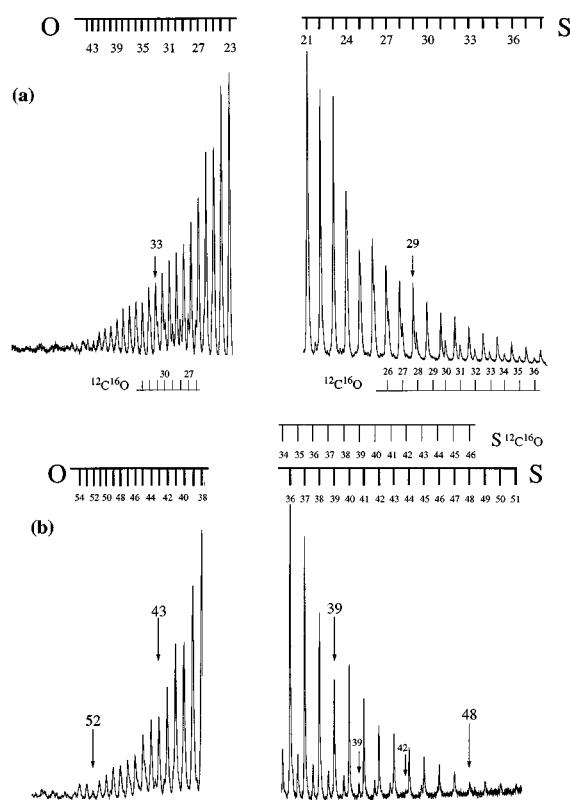 O 43 39 35 31 27 23
21 24 27 30 33 36 S
(a)
33
29
¹²C¹⁶O 30 27
¹²C¹⁶O 26 27 28 29 30 31 32 33 34 35 36
34 35 36 37 38 39 40 41 42 43 44 45 46 S ¹²C¹⁶O
O 54 52 50 48 46 44 42 40 38
36 37 38 39 40 41 42 43 44 45 46 47 48 49 50 51 S
(b)
43
39
52
48
39
42